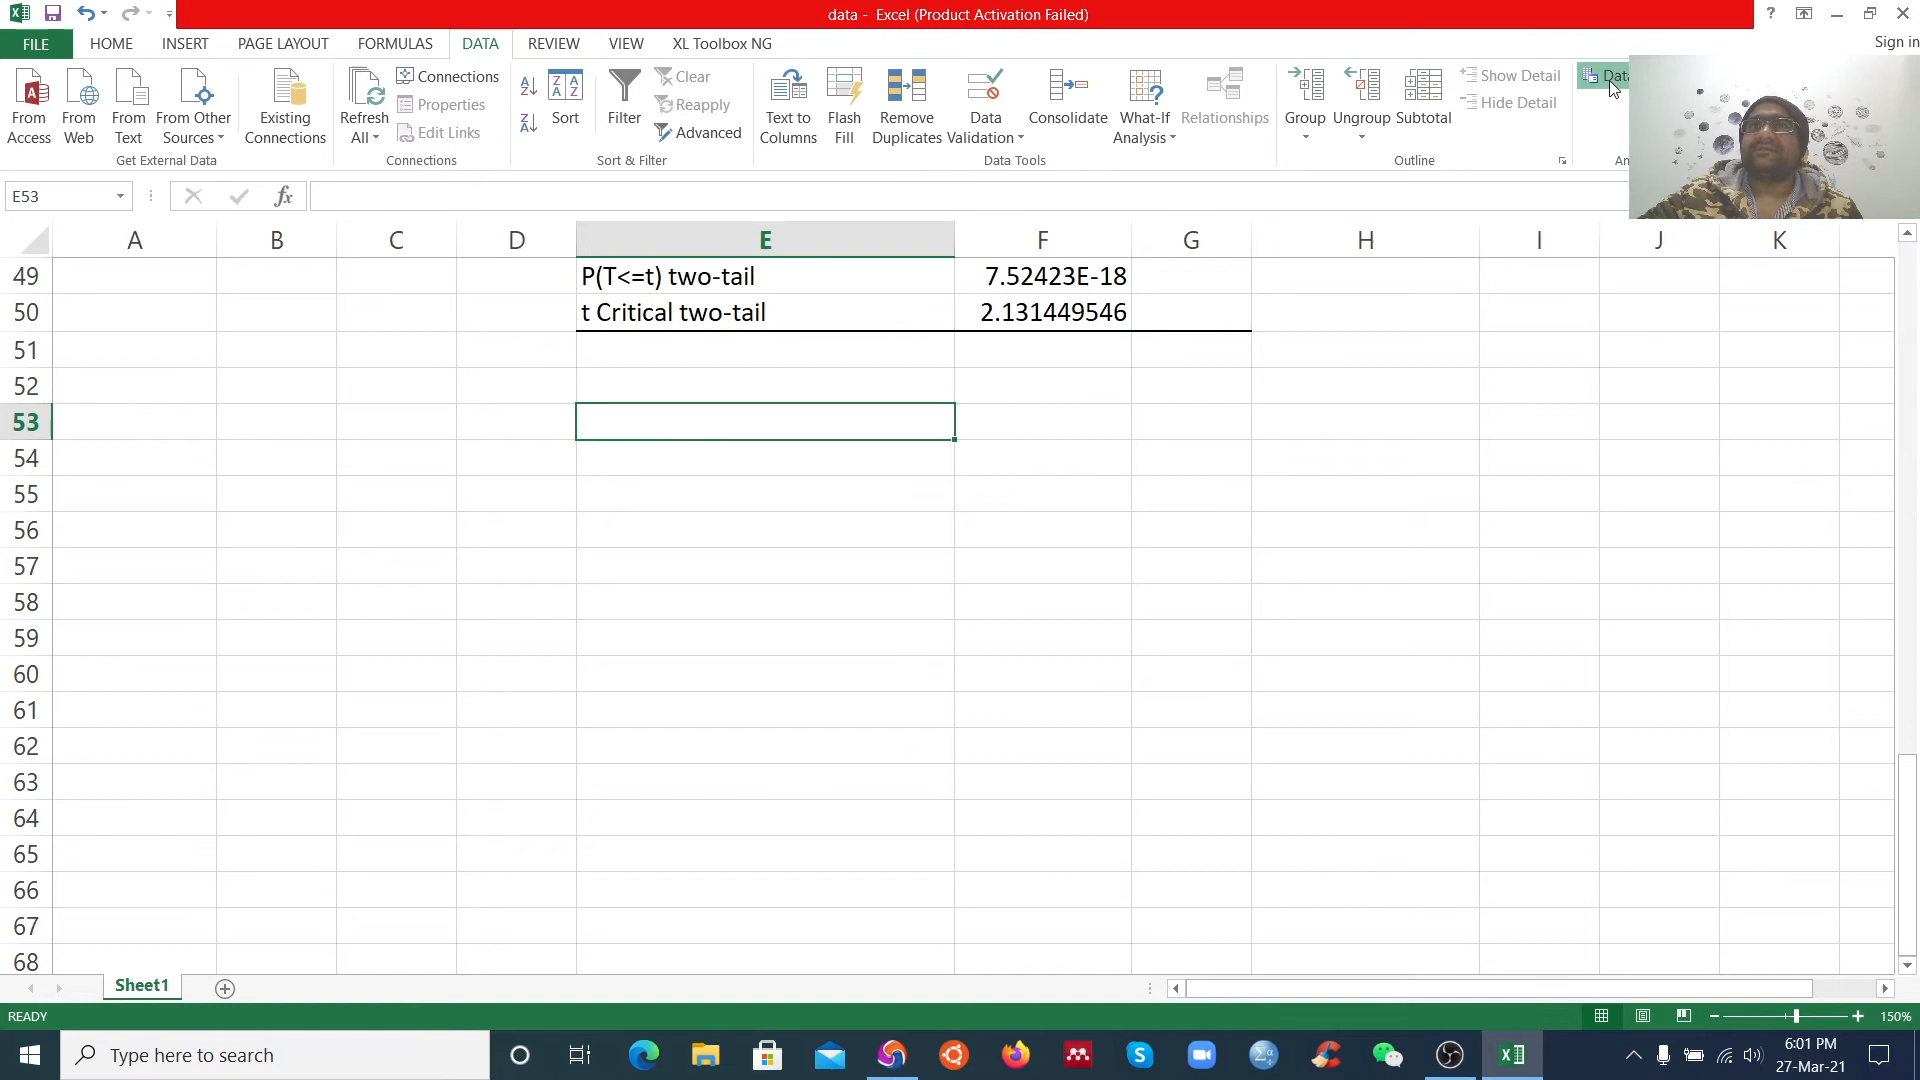 data - Excel (Product Activation Failed)
?
FILE HOME INSERT PAGE LAYOUT FORMULAS DATA REVIEW VIEW XL Toolbox NG
Sign in
From Access
From Web
From Text
From Other Sources
Get External Data
Existing Connections
Refresh All
Connections
Properties
Edit Links
Connections
Sort
Filter
Clear
Reapply
Advanced
Sort & Filter
Text to Columns
Flash Fill
Remove Duplicates
Data Validation
Consolidate
What-If Analysis
Relationships
Data Tools
Group
Ungroup
Subtotal
Show Detail
Hide Detail
Outline
E53
fx
A B C D E F G H I J K
49 P(T<=t) two-tail 7.52423E-18
50 t Critical two-tail 2.131449546
51
52
53
54
55
56
57
58
59
60
61
62
63
64
65
66
67
68
Sheet1
READY
150%
Type here to search
6:01 PM
27-Mar-21